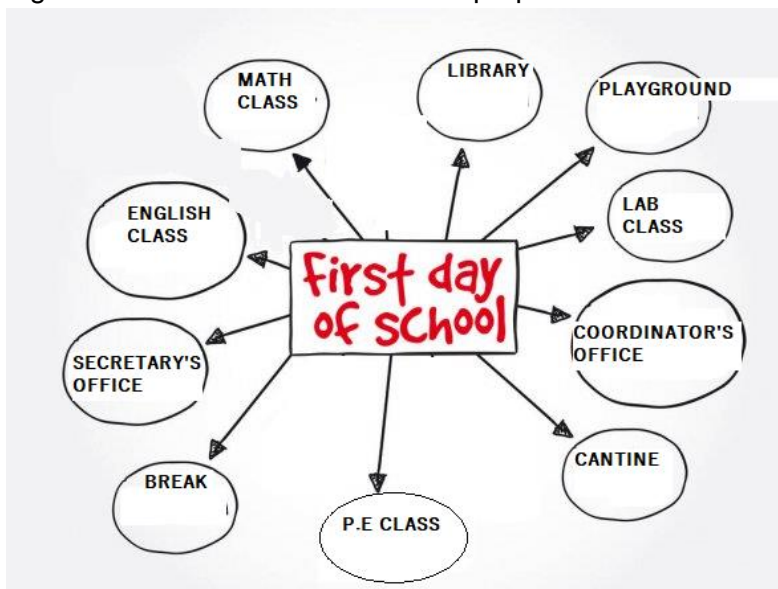 MATH
CLASS
LIBRARY
PLAYGROUND
ENGLISH
CLASS
LAB
CLASS
first day
of school
SECRETARY'S
OFFICE
COORDINATOR'S
OFFICE
BREAK
CANTINE
P.E CLASS